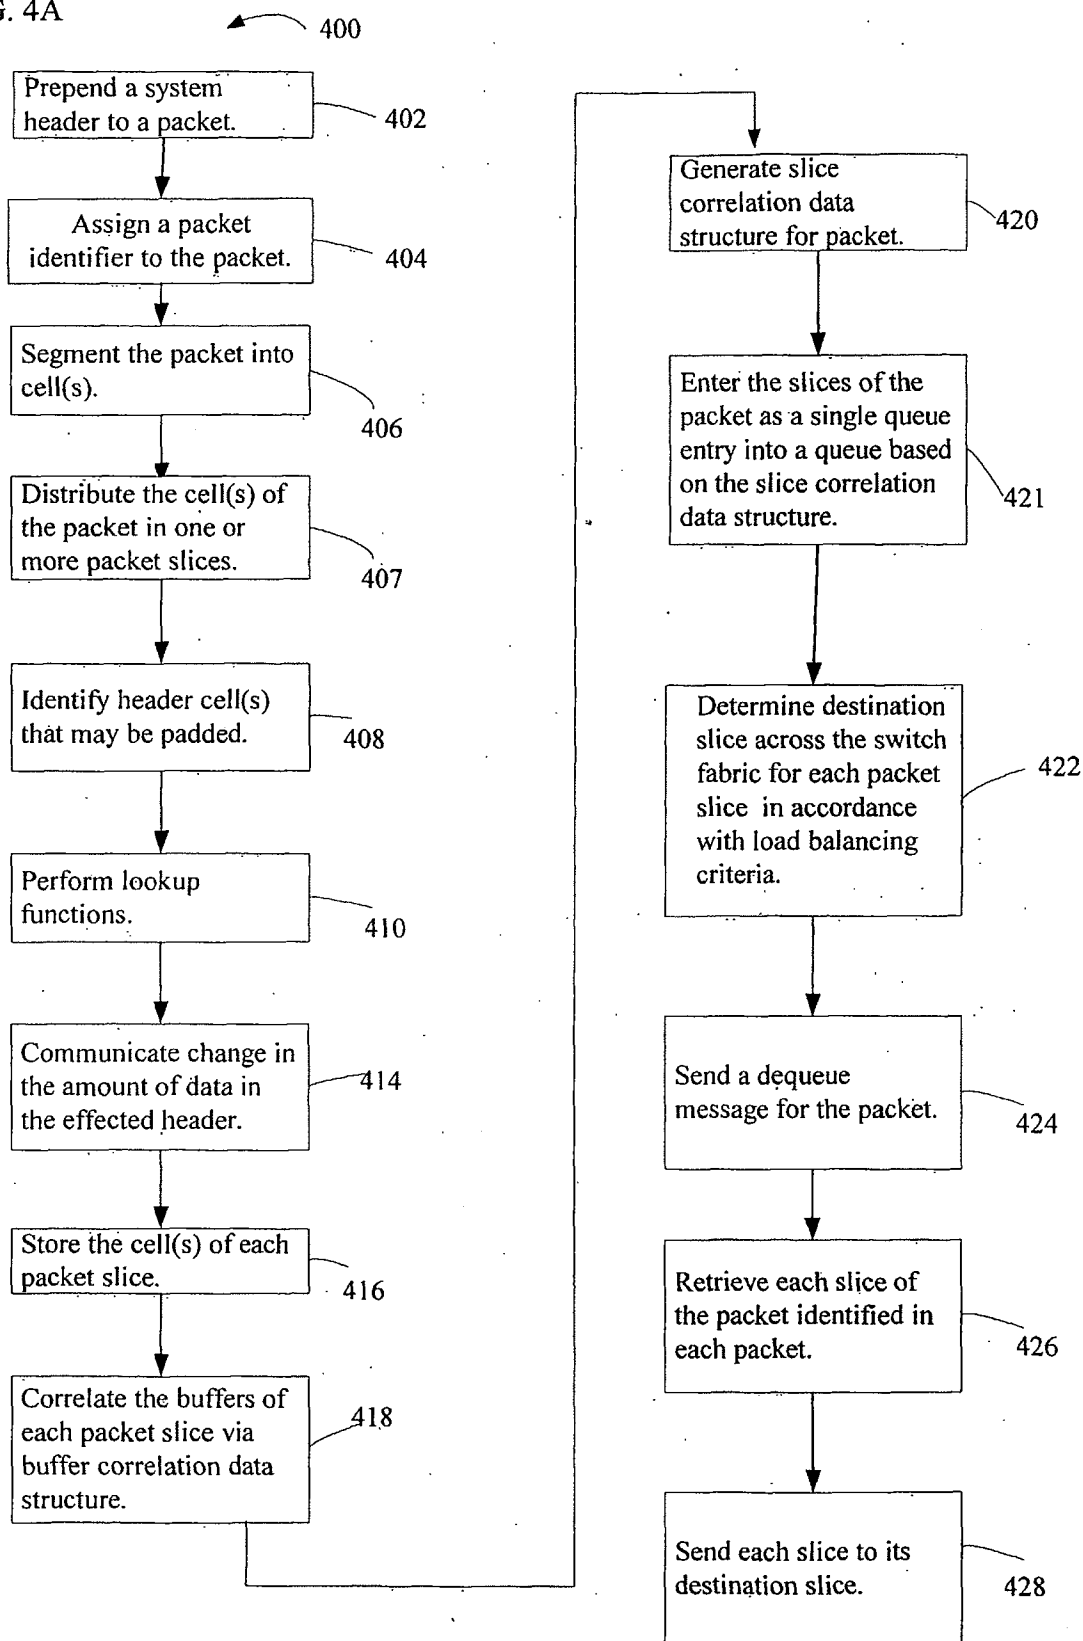 . 4A
400
Prepend a system
header to a packet.
402
Assign a packet
identifier to the packet.
404
Segment the packet into
cell(s).
406
Distribute the cell(s) of
the packet in one or
more packet slices.
407
Identify header cell(s)
that may be padded.
408
Perform lookup
functions.
410
Communicate change in
the amount of data in
the effected header.
414
Store the cell(s) of each
packet slice.
416
Correlate the buffers of
each packet slice via
buffer correlation data
structure.
418
Generate slice
correlation data
structure for packet.
420
Enter the slices of the
packet as a single queue
entry into a queue based
on the slice correlation
data structure.
421
Determine destination
slice across the switch
fabric for each packet
slice in accordance
with load balancing
criteria.
422
Send a dequeue
message for the packet.
424
Retrieve each slice of
the packet identified in
each packet.
426
Send each slice to its
destination slice.
428